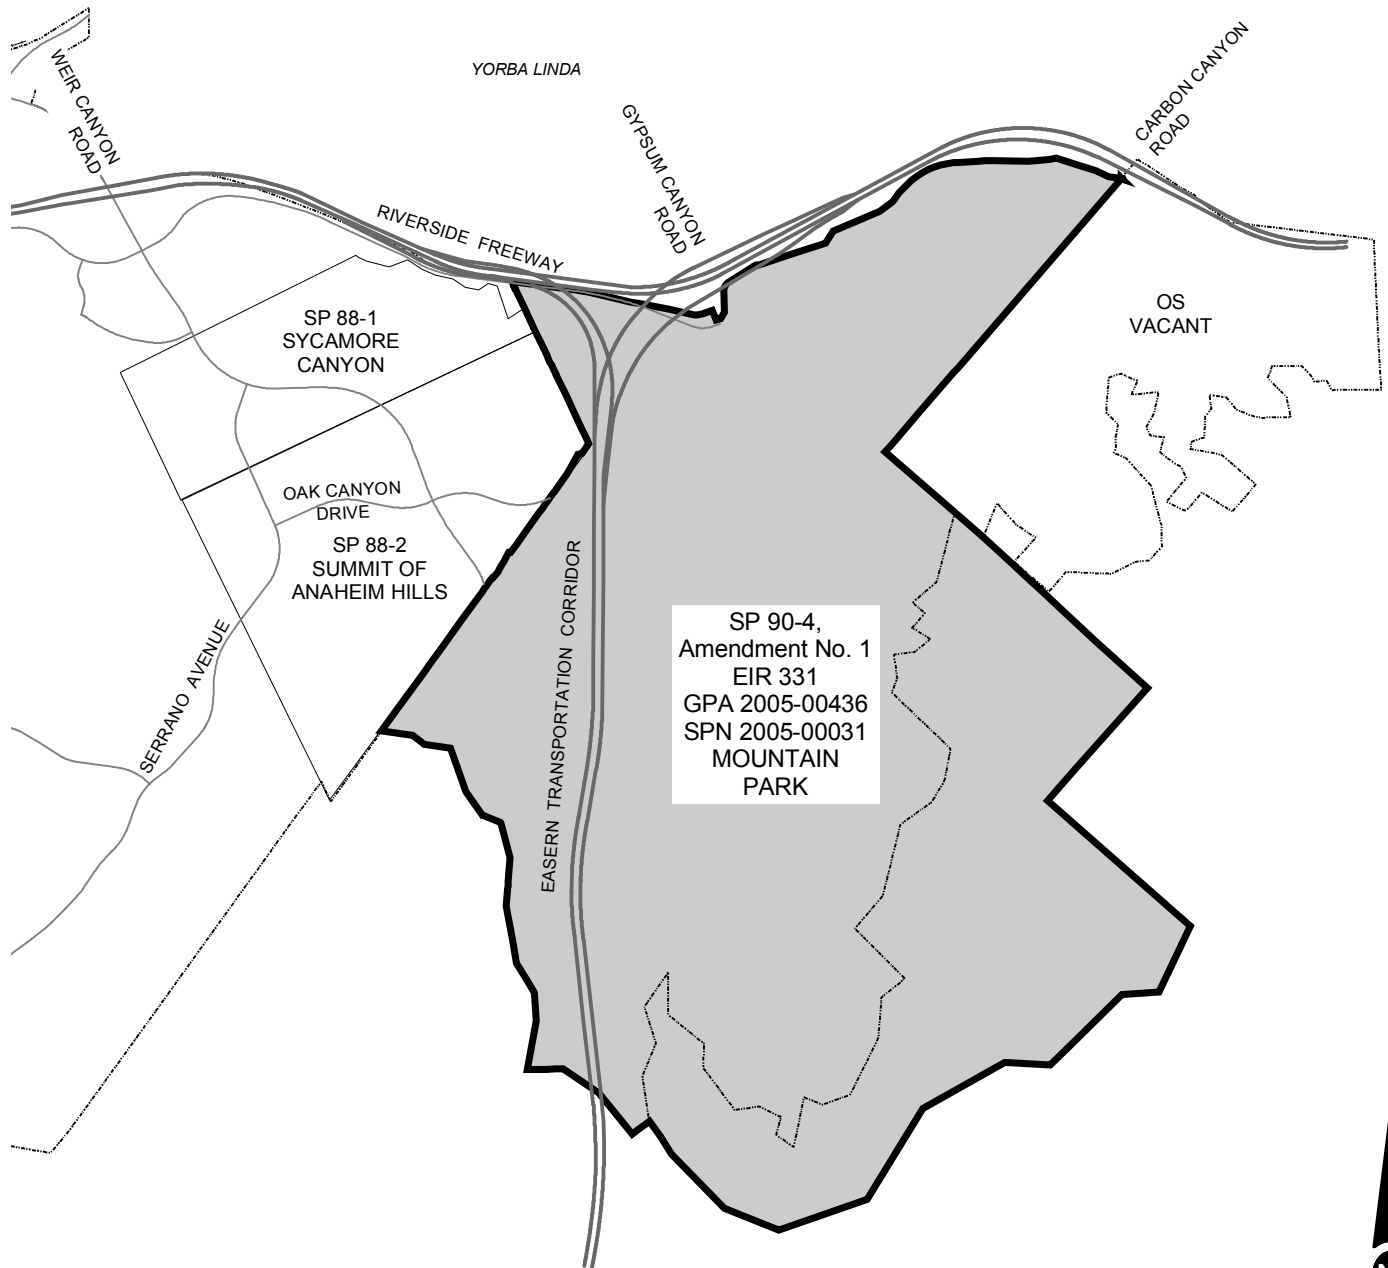 YORBA LINDA
WEIR CANYON
ROAD
GYPSUM CANYON
ROAD
CARBON CANYON
ROAD
RIVERSIDE FREEWAY
SP 88-1
SYCAMORE
CANYON
OS
VACANT
OAK CANYON
DRIVE
SP 88-2
SUMMIT OF
ANAHEIM HILLS
SERRANO AVENUE
EASERN TRANSPORTATION CORRIDOR
SP 90-4,
Amendment No. 1
EIR 331
GPA 2005-00436
SPN 2005-00031
MOUNTAIN
PARK